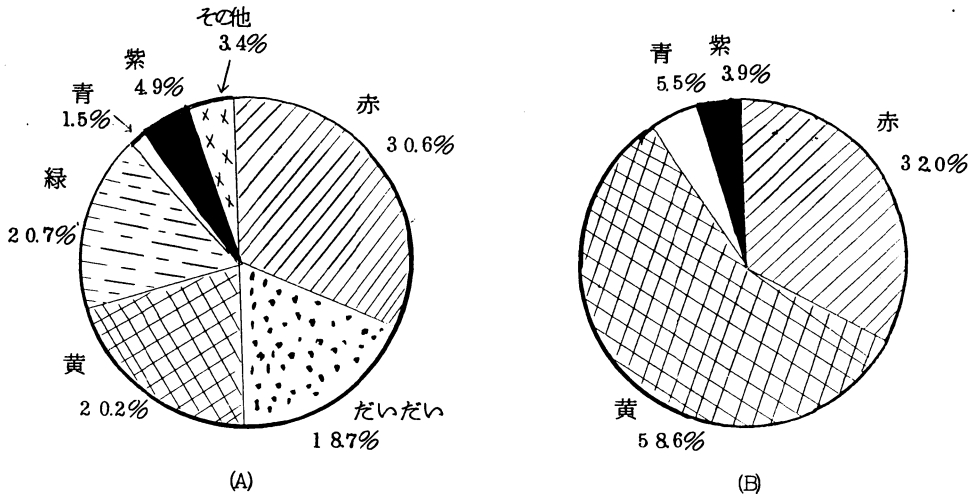 その他
3.4%
紫
4.9%
青
1.5%
赤
30.6%
緑
20.7%
黄
20.2%
だいだい
18.7%
(A)
青
5.5%
紫
3.9%
赤
32.0%
黄
58.6%
(B)